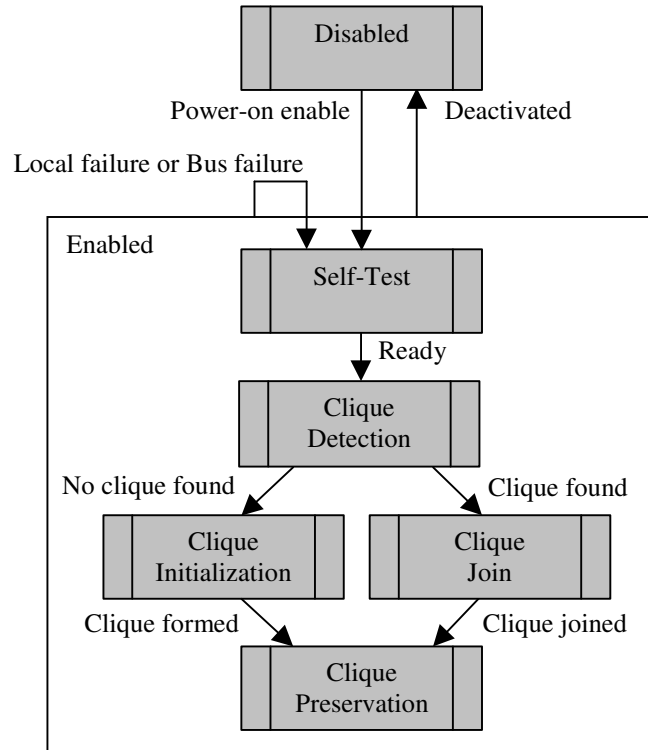 Disabled
Power-on enable
Deactivated
Local failure or Bus failure
Enabled
Self-Test
Ready
Clique
Detection
No clique found
Clique found
Clique
Initialization
Clique
Join
Clique formed
Clique joined
Clique
Preservation